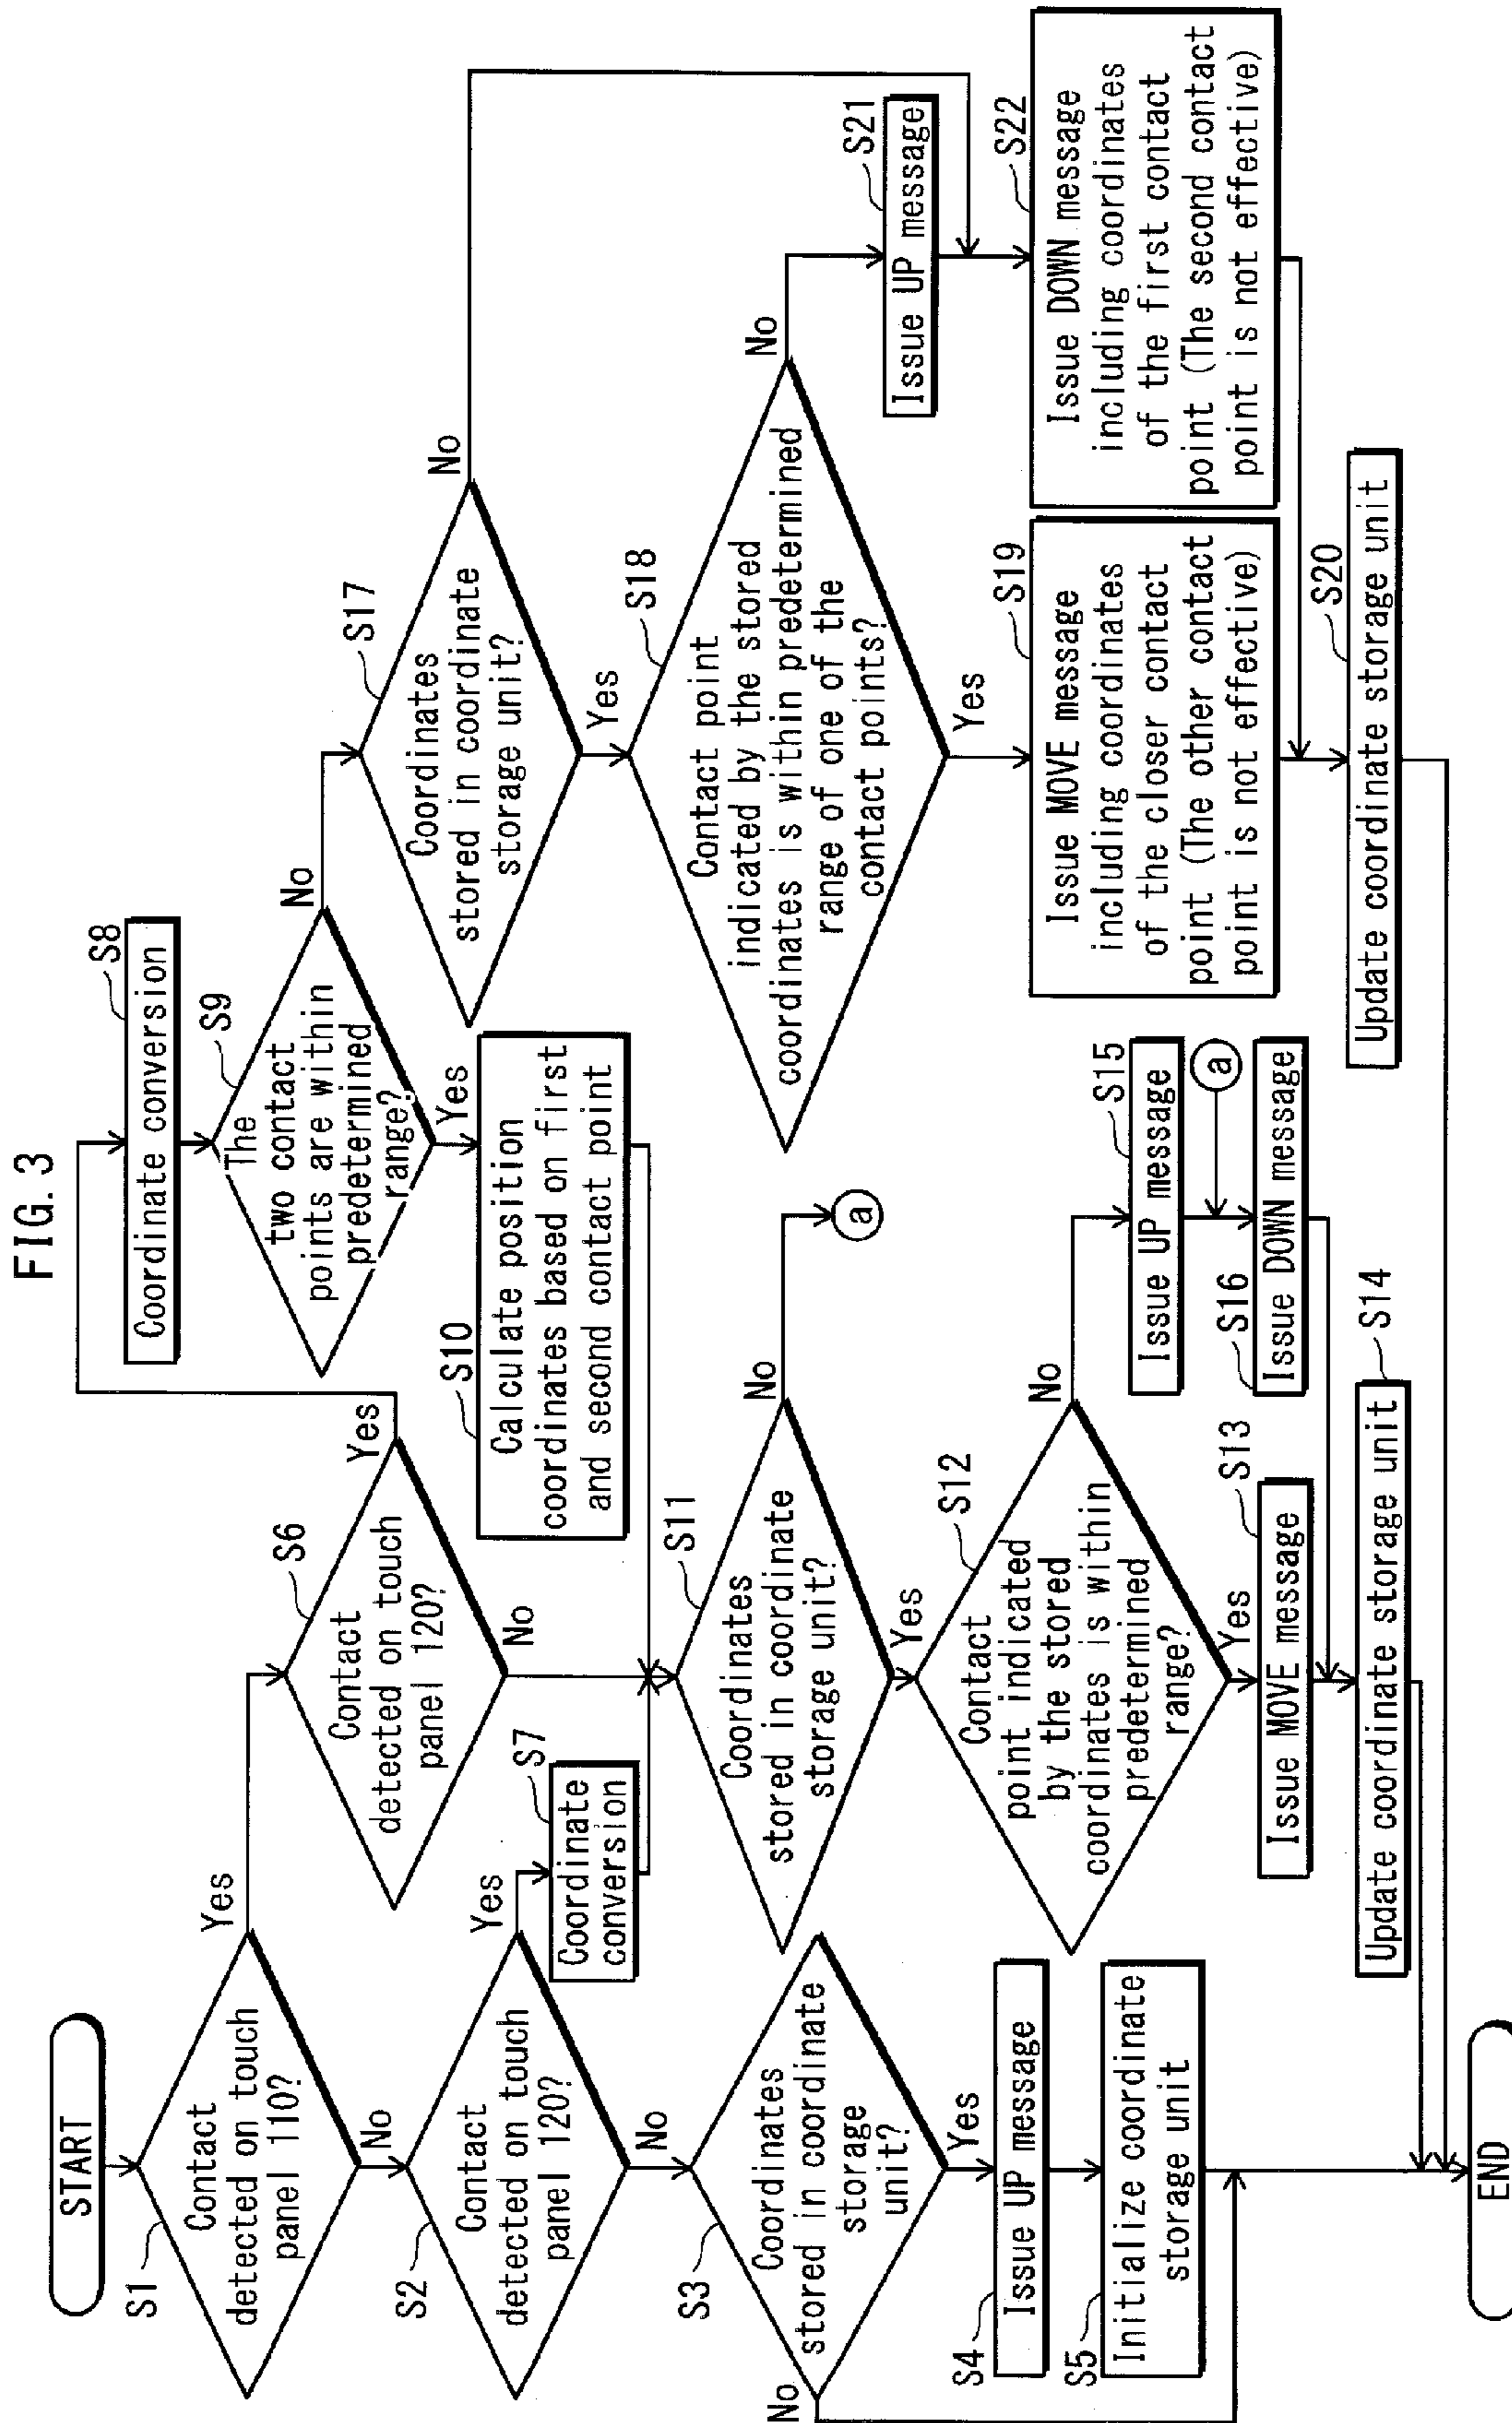 FIG. 3
START
S1
Contact
detected on touch
panel 110?
Yes
No
S2
Contact
detected on touch
panel 120?
Yes
No
S3
Coordinates
stored in coordinate
storage
unit?
No
Yes
S4
Issue UP message
S5
Initialize coordinate
storage unit
END
S6
Contact
detected on touch
panel 120?
Yes
No
S7
Coordinate
conversion
S8
Coordinate conversion
S9
The
two contact
points are within
predetermined
range?
No
Yes
S10
Calculate position
coordinates based on first
and second contact point
S11
Coordinates
stored in coordinate
storage unit?
No
a
Yes
S12
Contact
point indicated
by the stored
coordinates is within
predetermined
range?
No
Yes
S13
Issue MOVE message
S15
Issue UP message
a
S16
Issue DOWN message
S14
Update coordinate storage unit
S17
Coordinates
stored in coordinate
storage unit?
No
Yes
S18
Contact point
indicated by the stored
coordinates is within predetermined
range of one of the
contact points?
No
Yes
S21
Issue UP message
S19
Issue MOVE message
including coordinates
of the closer contact
point (The other contact
point is not effective)
S22
Issue DOWN message
including coordinates
of the first contact
point (The second contact
point is not effective)
S20
Update coordinate storage unit